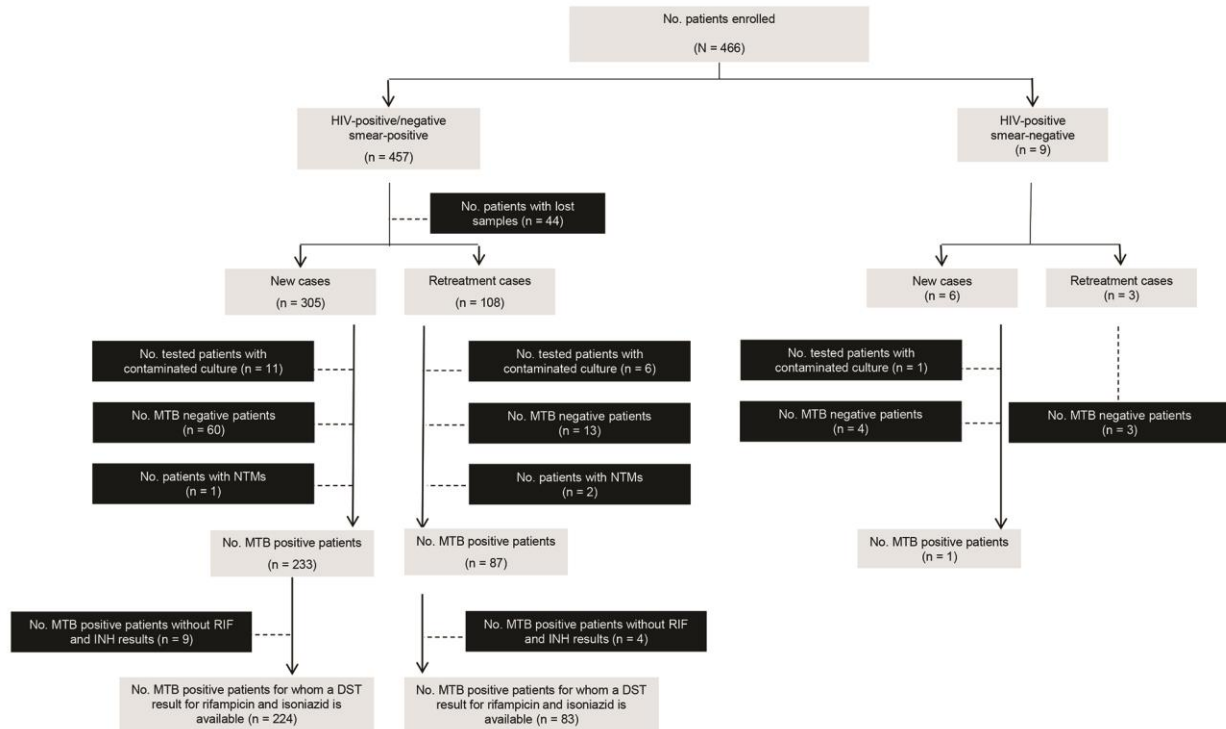 No. patients enrolled
(N = 466)
HIV-positive/negative
smear-positive
(n = 457)
HIV-positive
smear-negative
(n = 9)
No. patients with lost
samples (n = 44)
New cases
(n = 305)
Retreatment cases
(n = 108)
New cases
(n = 6)
Retreatment cases
(n = 3)
No. tested patients with
contaminated culture (n = 11)
No. tested patients with
contaminated culture (n = 6)
No. tested patients with
contaminated culture (n = 1)
No. MTB negative patients
(n = 60)
No. MTB negative patients
(n = 13)
No. MTB negative patients
(n = 4)
No. MTB negative patients
(n = 3)
No. patients with NTMs
(n = 1)
No. patients with NTMs
(n = 2)
No. MTB positive patients
(n = 233)
No. MTB positive patients
(n = 87)
No. MTB positive patients
(n = 1)
No. MTB positive patients without RIF
and INH results (n = 9)
No. MTB positive patients without RIF
and INH results (n = 4)
No. MTB positive patients for whom a DST
result for rifampicin and isoniazid is
available (n = 224)
No. MTB positive patients for whom a DST
result for rifampicin and isoniazid is
available (n = 83)